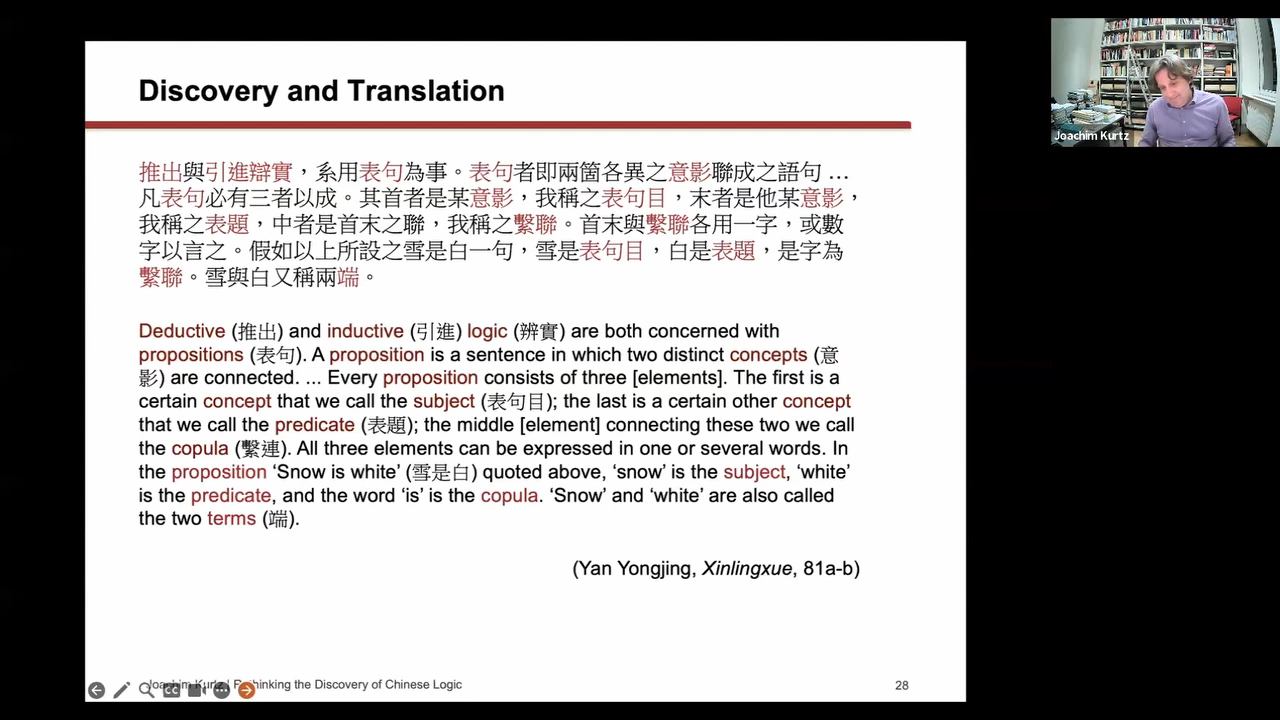 Discovery and Translation
推出與引進辯實，系用表句為事。表句者即兩箇各異之意影聯成之語句 …
凡表句必有三者以成。其首者是某意影，我稱之表句目，末者是他某意影，
我稱之表題，中者是首末之聯，我稱之繫聯。首末與繫聯各用一字，或數
字以言之。假如以上所設之雪是白一句，雪是表句目，白是表題，是字為
繫聯。雪與白又稱兩端。
Deductive (推出) and inductive (引進) logic (辨實) are both concerned with
propositions (表句). A proposition is a sentence in which two distinct concepts (意
影) are connected. ... Every proposition consists of three [elements]. The first is a
certain concept that we call the subject (表句目); the last is a certain other concept
that we call the predicate (表題); the middle [element] connecting these two we call
the copula (繫連). All three elements can be expressed in one or several words. In
the proposition ‘Snow is white’ (雪是白) quoted above, ‘snow’ is the subject, ‘white’
is the predicate, and the word ‘is’ is the copula. ‘Snow’ and ‘white’ are also called
the two terms (端).
(Yan Yongjing, Xinlingxue, 81a-b)
Joachim Kurtz | Rethinking the Discovery of Chinese Logic
28
Joachim Kurtz